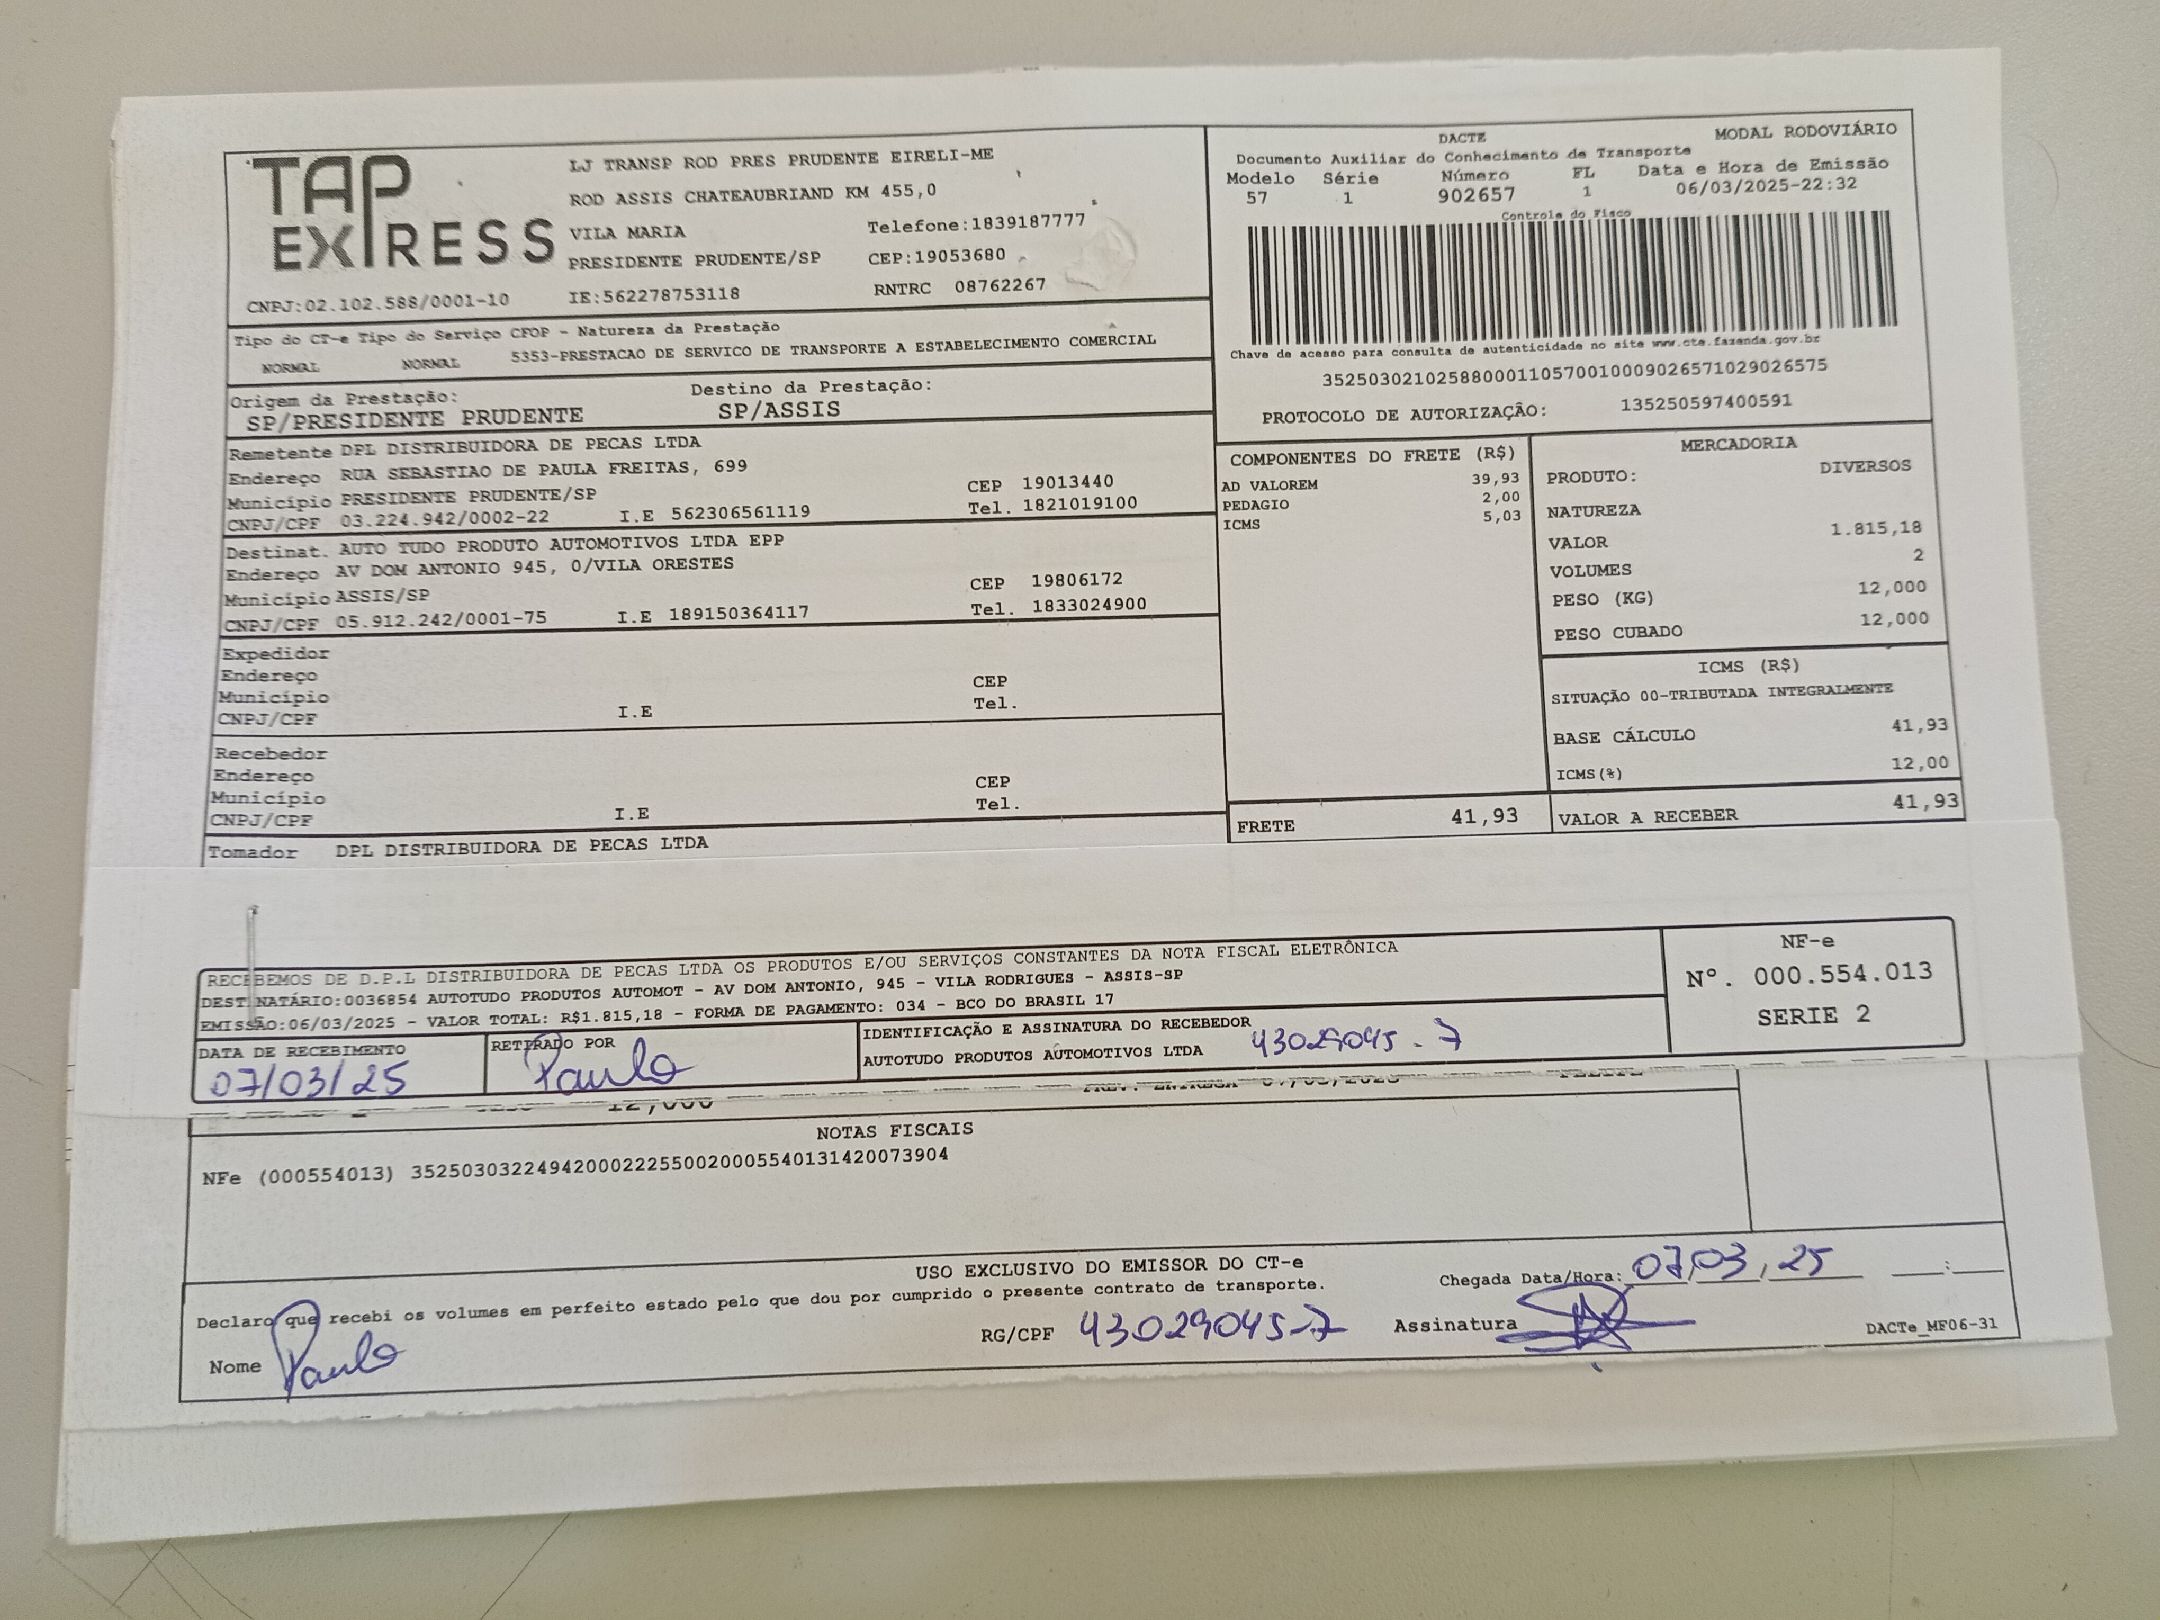 TAP EXPRESS
LJ TRANSP ROD PRES PRUDENTE EIRELI-ME
ROD ASSIS CHATEAUBRIAND KM 455,0
VILA MARIA Telefone:1839187777
PRESIDENTE PRUDENTE/SP CEP:19053680
CNPJ:02.102.588/0001-10 IE:562278753118 RNTRC 08762267
DACTE MODAL RODOVIÁRIO
Documento Auxiliar do Conhecimento de Transporte
Modelo Série Número FL Data e Hora de Emissão
57 1 902657 1 06/03/2025-22:32
Controle do Fisco
Chave de acesso para consulta de autenticidade no site www.cte.fazenda.gov.br
35250302102588000110570010009026571029026575
PROTOCOLO DE AUTORIZAÇÃO: 135250597400591
Tipo do CT-e Tipo do Serviço CFOP - Natureza da Prestação
NORMAL NORMAL 5353-PRESTACAO DE SERVICO DE TRANSPORTE A ESTABELECIMENTO COMERCIAL
Origem da Prestação: Destino da Prestação:
SP/PRESIDENTE PRUDENTE SP/ASSIS
Remetente DPL DISTRIBUIDORA DE PECAS LTDA
Endereço RUA SEBASTIAO DE PAULA FREITAS, 699
Município PRESIDENTE PRUDENTE/SP CEP 19013440
CNPJ/CPF 03.224.942/0002-22 I.E 562306561119 Tel. 1821019100
Destinat. AUTO TUDO PRODUTO AUTOMOTIVOS LTDA EPP
Endereço AV DOM ANTONIO 945, 0/VILA ORESTES
Município ASSIS/SP CEP 19806172
CNPJ/CPF 05.912.242/0001-75 I.E 189150364117 Tel. 1833024900
Expedidor
Endereço
Município CEP
CNPJ/CPF I.E Tel.
Recebedor
Endereço
Município CEP
CNPJ/CPF I.E Tel.
Tomador DPL DISTRIBUIDORA DE PECAS LTDA
COMPONENTES DO FRETE (R$)
AD VALOREM 39,93
PEDAGIO 2,00
ICMS 5,03
FRETE 41,93
MERCADORIA
PRODUTO: DIVERSOS
NATUREZA
VALOR 1.815,18
VOLUMES 2
PESO (KG) 12,000
PESO CUBADO 12,000
ICMS (R$)
SITUAÇÃO 00-TRIBUTADA INTEGRALMENTE
BASE CÁLCULO 41,93
ICMS(%) 12,00
VALOR A RECEBER 41,93
RECEBEMOS DE D.P.L DISTRIBUIDORA DE PECAS LTDA OS PRODUTOS E/OU SERVIÇOS CONSTANTES DA NOTA FISCAL ELETRÔNICA
DESTINATÁRIO:0036854 AUTOTUDO PRODUTOS AUTOMOT - AV DOM ANTONIO, 945 - VILA RODRIGUES - ASSIS-SP
EMISSÃO:06/03/2025 - VALOR TOTAL: R$1.815,18 - FORMA DE PAGAMENTO: 034 - BCO DO BRASIL 17
DATA DE RECEBIMENTO RETIRADO POR IDENTIFICAÇÃO E ASSINATURA DO RECEBEDOR
07/03/25 Paulo AUTOTUDO PRODUTOS AUTOMOTIVOS LTDA 43029045-7
NF-e
Nº. 000.554.013
SERIE 2
12,000
NOTAS FISCAIS
NFe (000554013) 35250303224942000222550020005540131420073904
USO EXCLUSIVO DO EMISSOR DO CT-e
Declaro que recebi os volumes em perfeito estado pelo que dou por cumprido o presente contrato de transporte.
Chegada Data/Hora: 07/03/25 :
Nome Paulo RG/CPF 43029045-7 Assinatura
DACTe_MF06-31